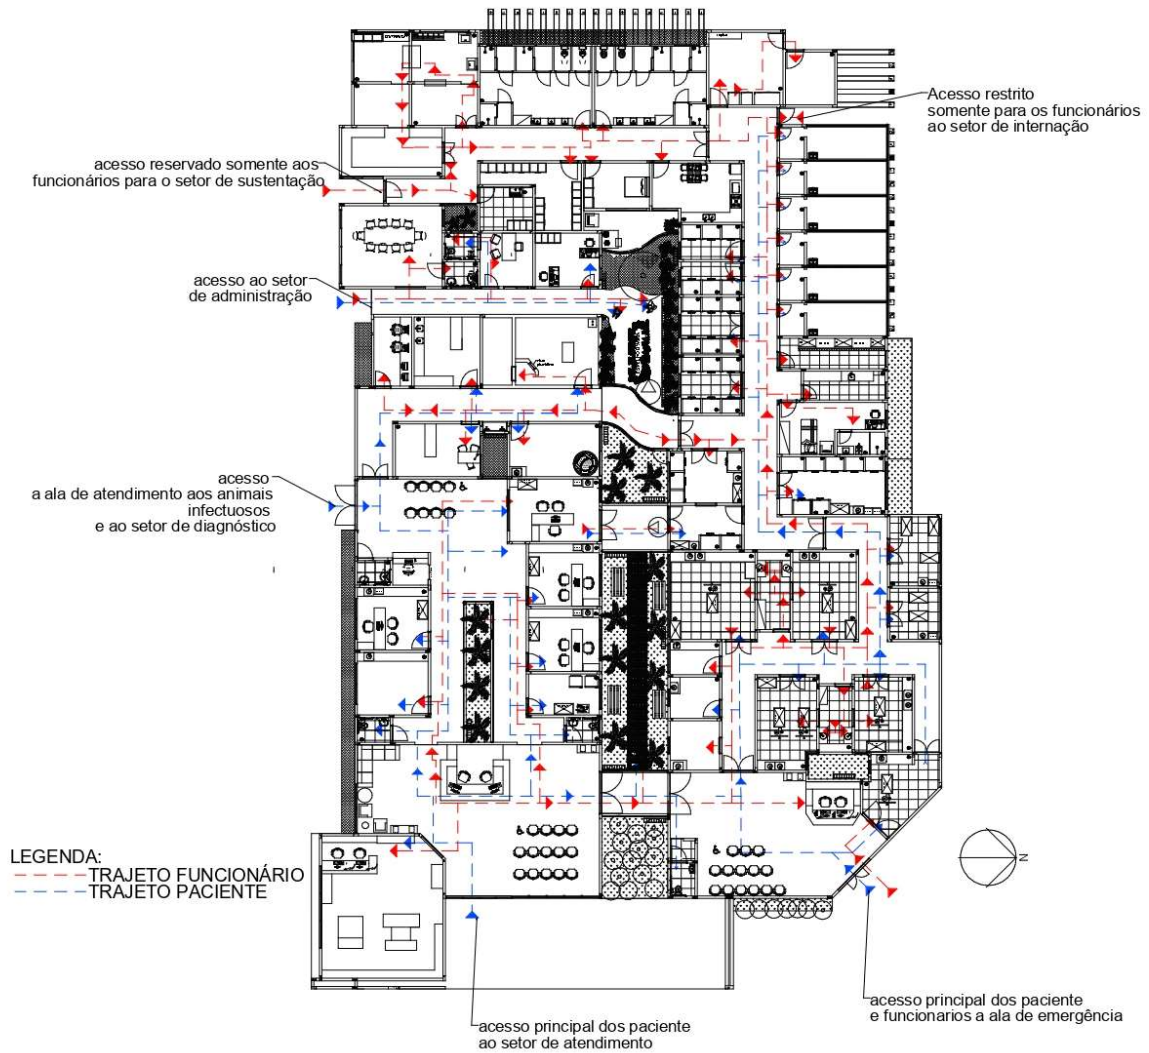 Acesso restrito
somente para os funcionários
ao setor de internação
acesso reservado somente aos
funcionários para o setor de sustentação
acesso ao setor
de administração
acesso
a ala de atendimento aos animais
infectuosos
e ao setor de diagnóstico
N
LEGENDA:
TRAJETO FUNCIONÁRIO
TRAJETO PACIENTE
acesso principal dos paciente
e funcionarios a ala de emergência
acesso principal dos paciente
ao setor de atendimento